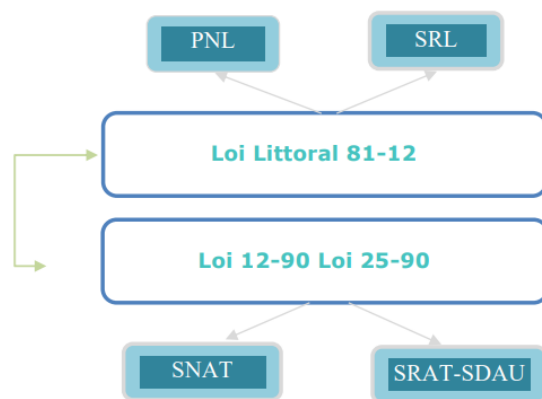 PNL
SRL
Loi Littoral 81-12
Loi 12-90 Loi 25-90
SNAT
SRAT-SDAU